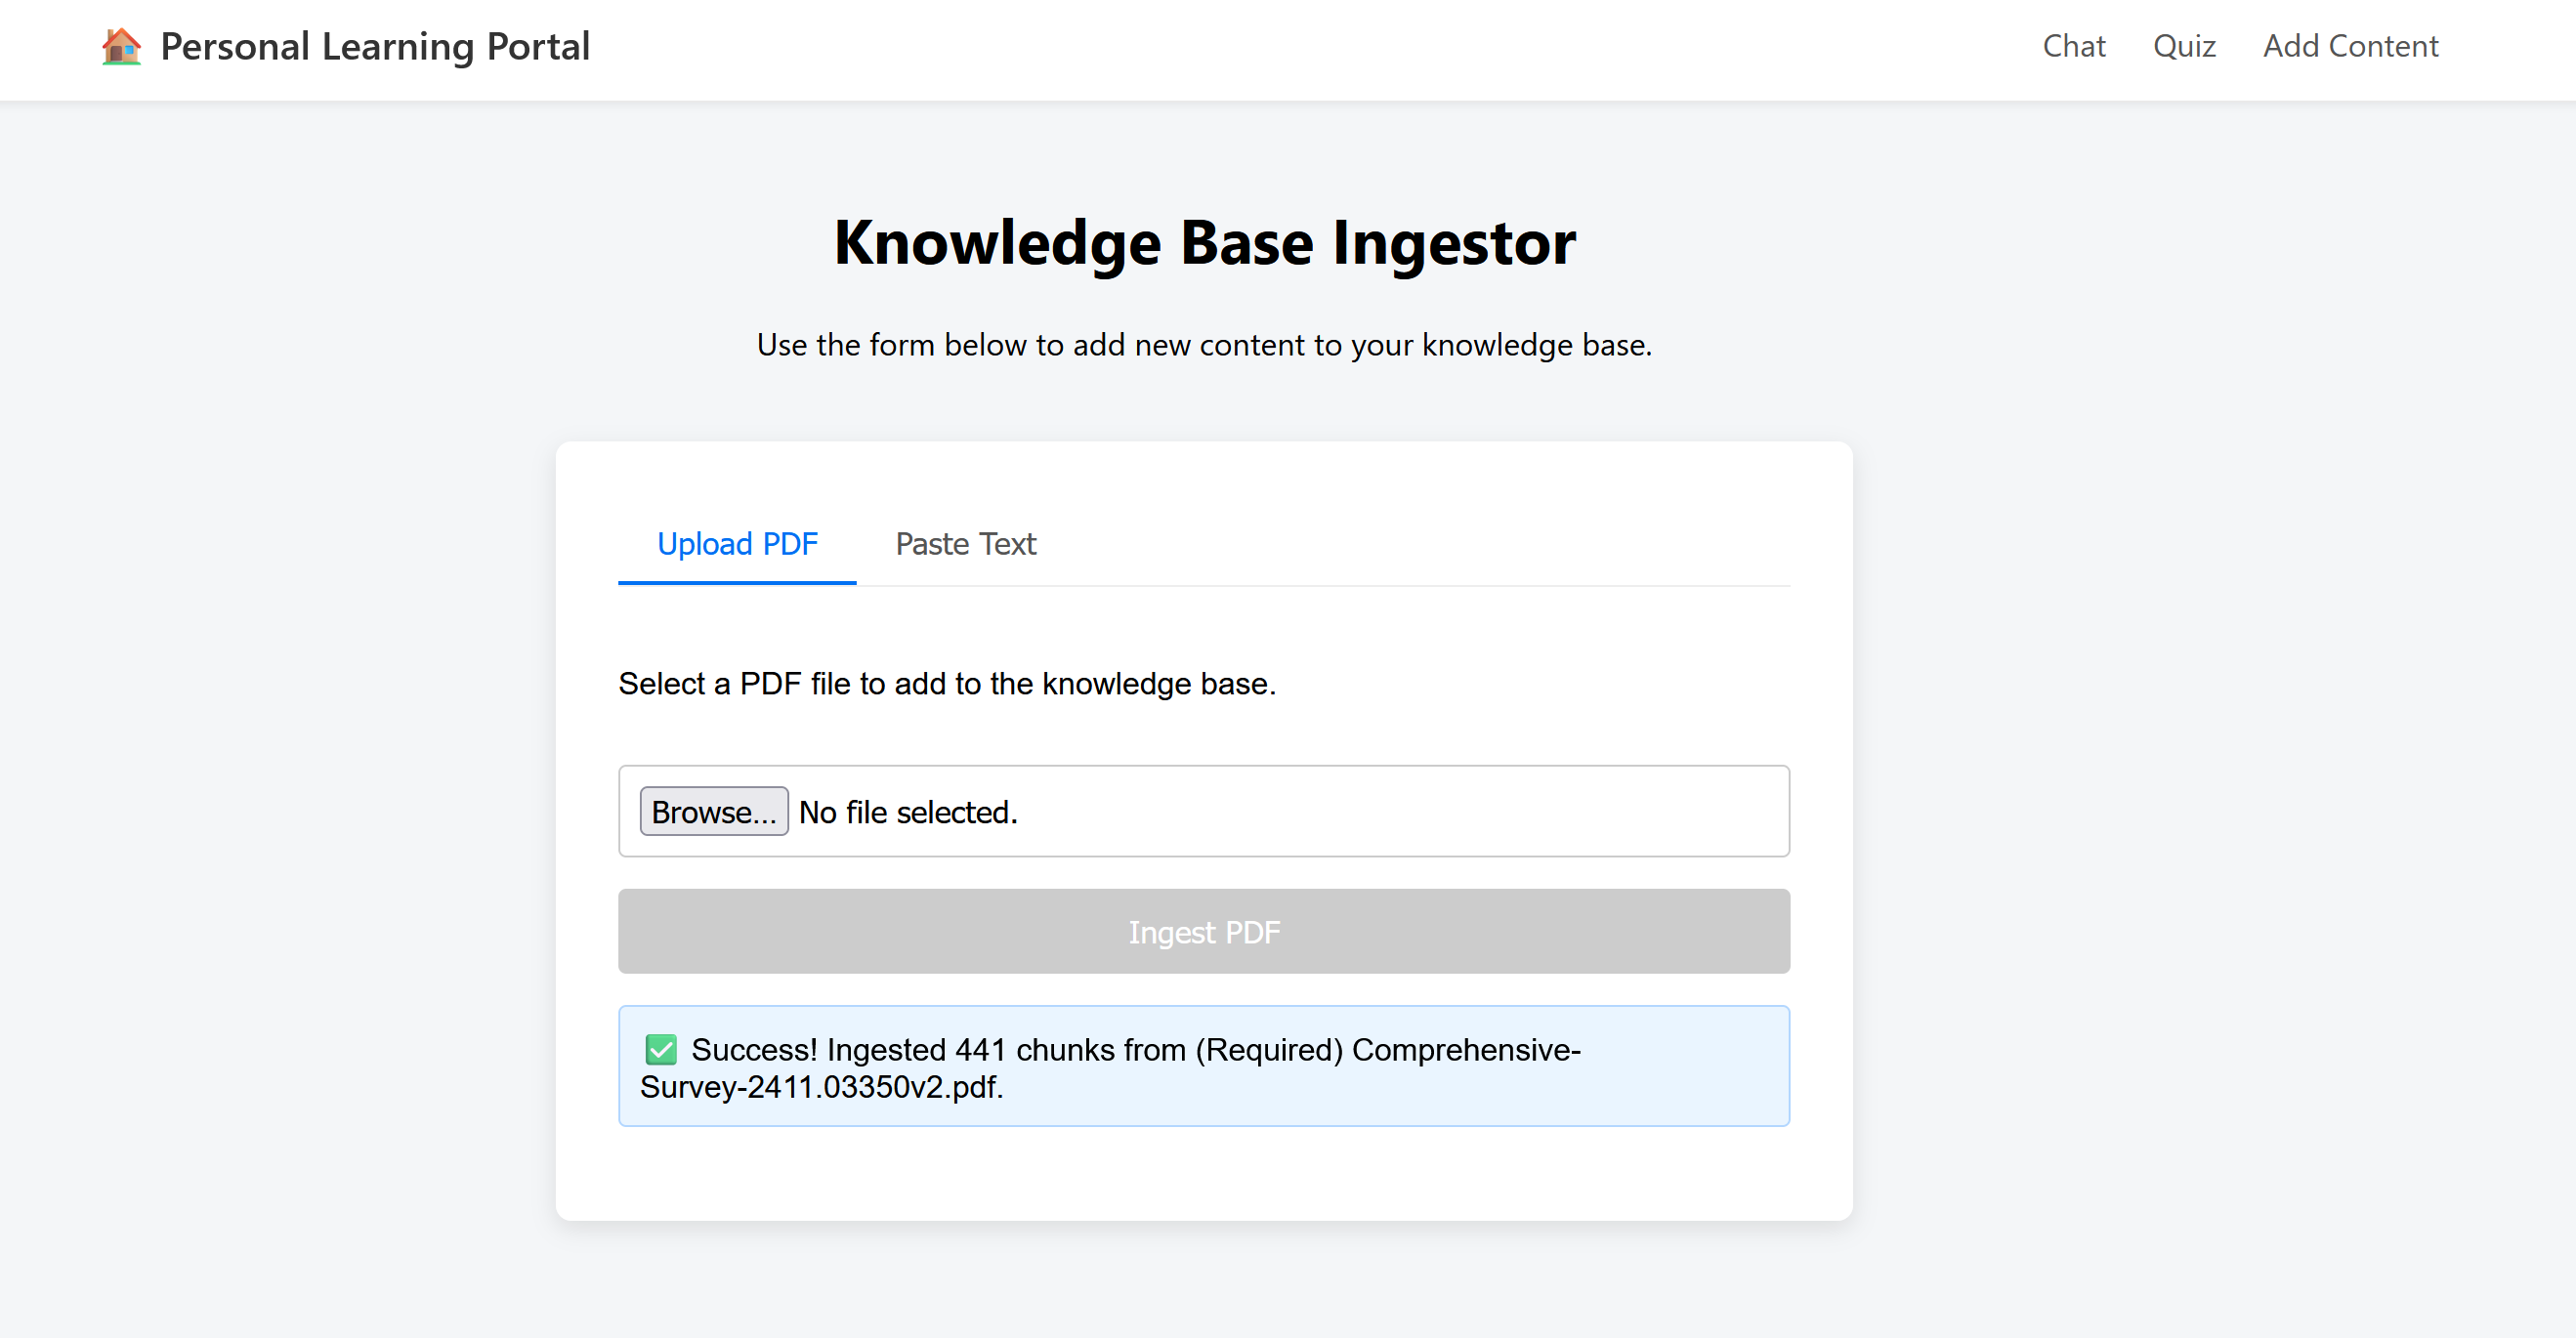 Personal Learning Portal
Chat
Quiz
Add Content
Knowledge Base Ingestor
Use the form below to add new content to your knowledge base.
Upload PDF
Paste Text
Select a PDF file to add to the knowledge base.
Browse... No file selected.
Ingest PDF
✅ Success! Ingested 441 chunks from (Required) Comprehensive-
Survey-2411.03350v2.pdf.